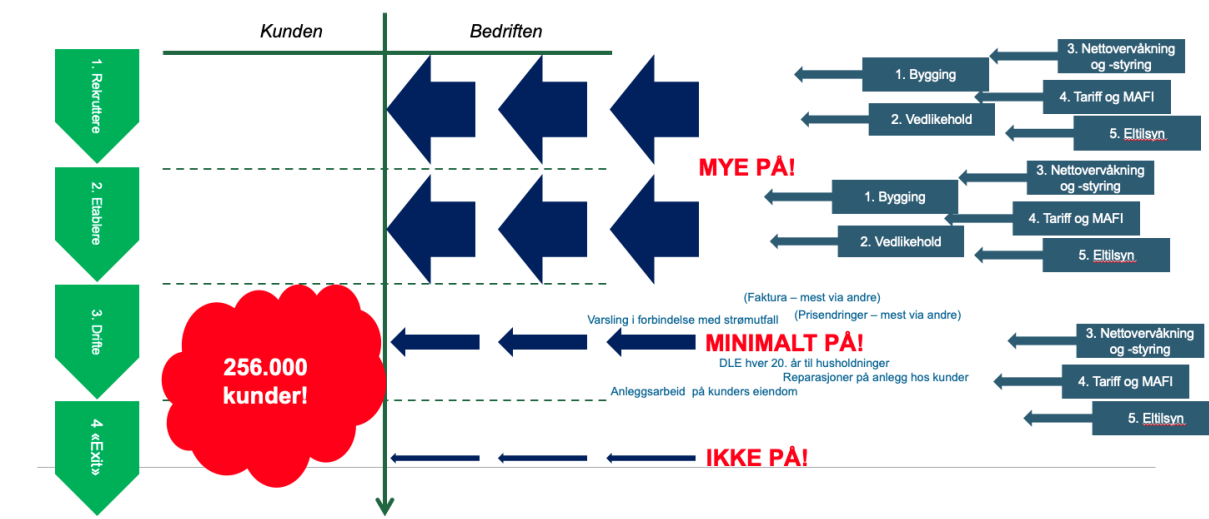 Kunden
Bedriften
1. Rekruttere
3. Nettovervåkning
og -styring
1. Bygging
4. Tariff og MAFI
2. Vedlikehold
5. Eltilsyn
MYE PÅ!
2. Etablere
3. Nettovervåkning
og -styring
1. Bygging
4. Tariff og MAFI
2. Vedlikehold
5. Eltilsyn
3. Drifte
256.000
kunder!
(Faktura – mest via andre)
(Prisendringer – mest via andre)
Varsling i forbindelse med strømutfall
MINIMALT PÅ!
DLE hver 20. år til husholdninger
Reparasjoner på anlegg hos kunder
Anleggsarbeid på kunders eiendom
3. Nettovervåkning
og -styring
4. Tariff og MAFI
5. Eltilsyn
4 «Exit»
IKKE PÅ!